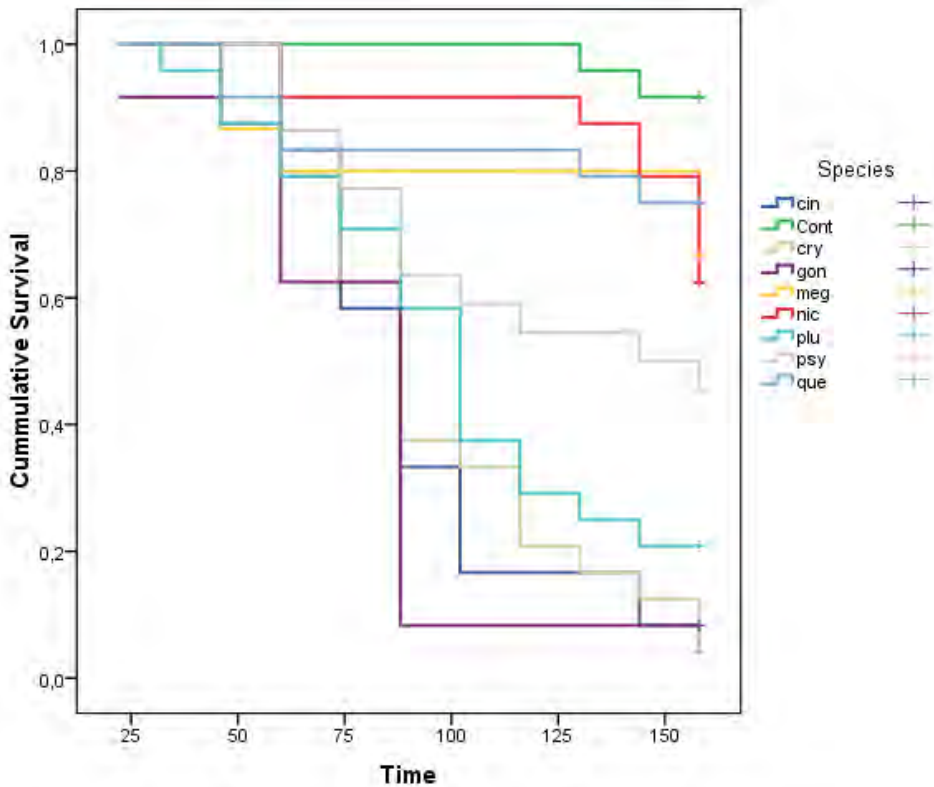 Cummulative Survival
1,0
0,8
0,6
0,4
0,2
0,0
25 50 75 100 125 150
Time
Species
cin
Cont
cry
gon
meg
nic
plu
psy
que